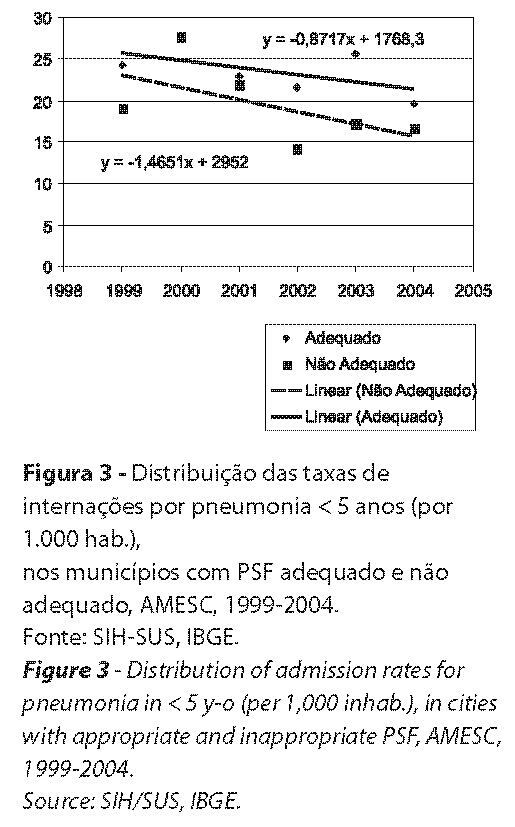 30
y = -0,8717x + 1768,3
25
20
15
y = -1,4651x + 2952
10
5
0
1998 1999 2000 2001 2002 2003 2004 2005
Adequado
Não Adequado
Linear (Não Adequado)
Linear (Adequado)
Figura 3 - Distribuição das taxas de
internações por pneumonia < 5 anos (por
1.000 hab.),
nos municípios com PSF adequado e não
adequado, AMESC, 1999-2004.
Fonte: SIH-SUS, IBGE.
Figure 3 - Distribution of admission rates for
pneumonia in < 5 y-o (per 1,000 inhab.), in cities
with appropriate and inappropriate PSF, AMESC,
1999-2004.
Source: SIH/SUS, IBGE.